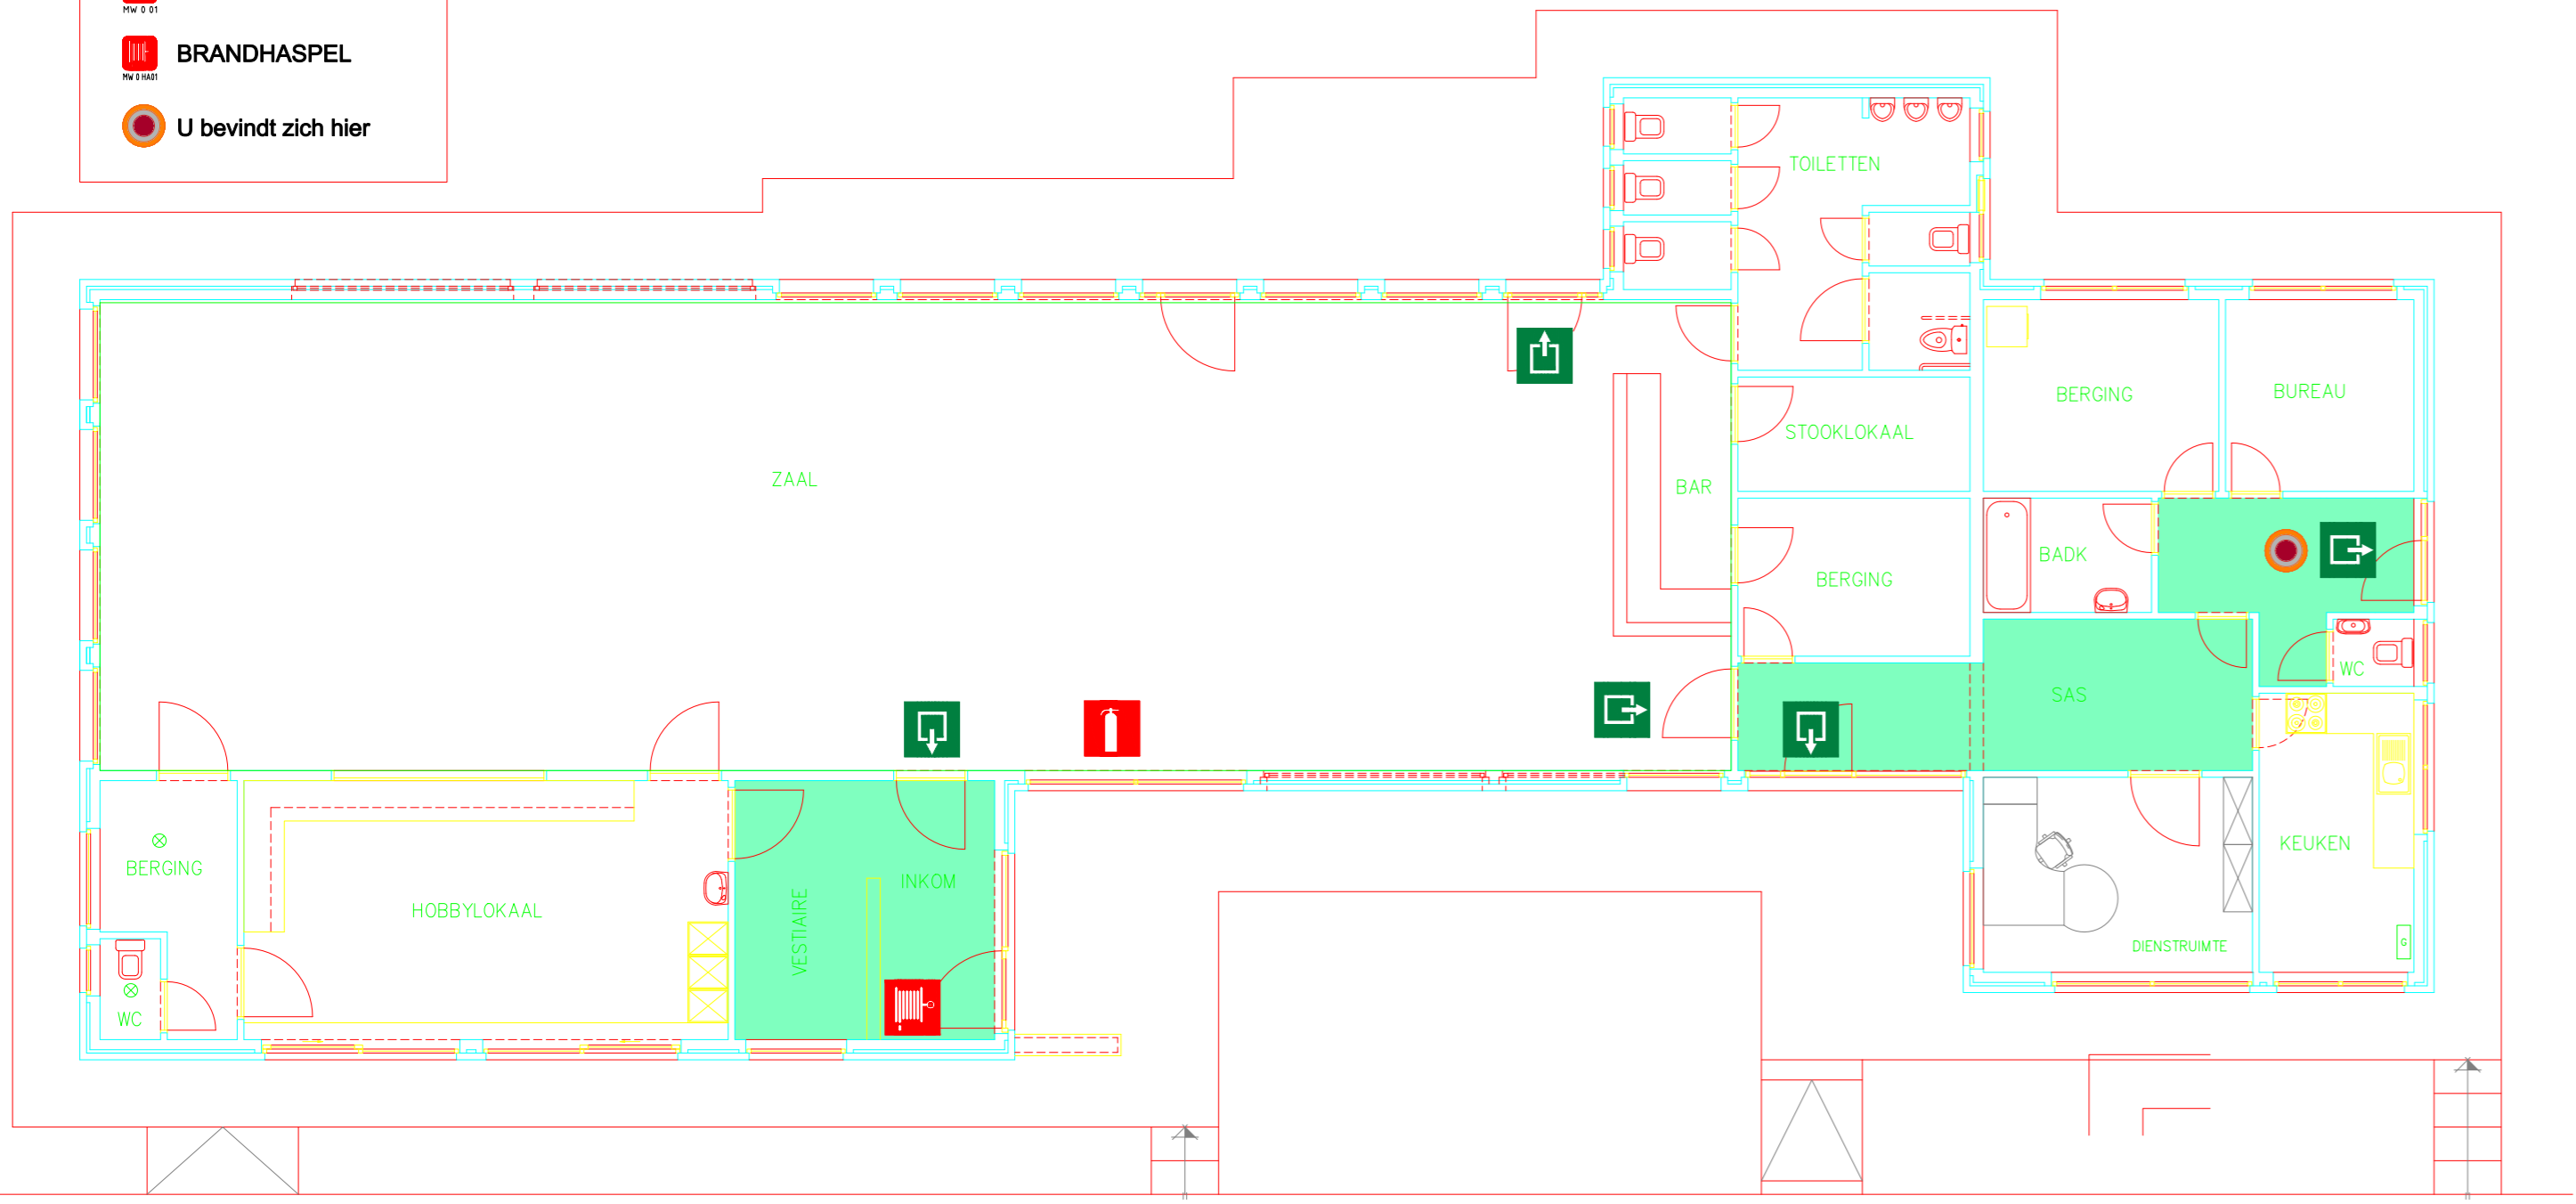 MW 0 01
BRANDHASPEL
MW 0 HA01
U bevindt zich hier
TOILETTEN
BERGING
BUREAU
STOOKLOKAAL
ZAAL
BAR
BADK
BERGING
WC
SAS
KEUKEN
BERGING
INKOM
HOBBYLOKAAL
VESTIAIRE
DIENSTRUIMTE
G
WC